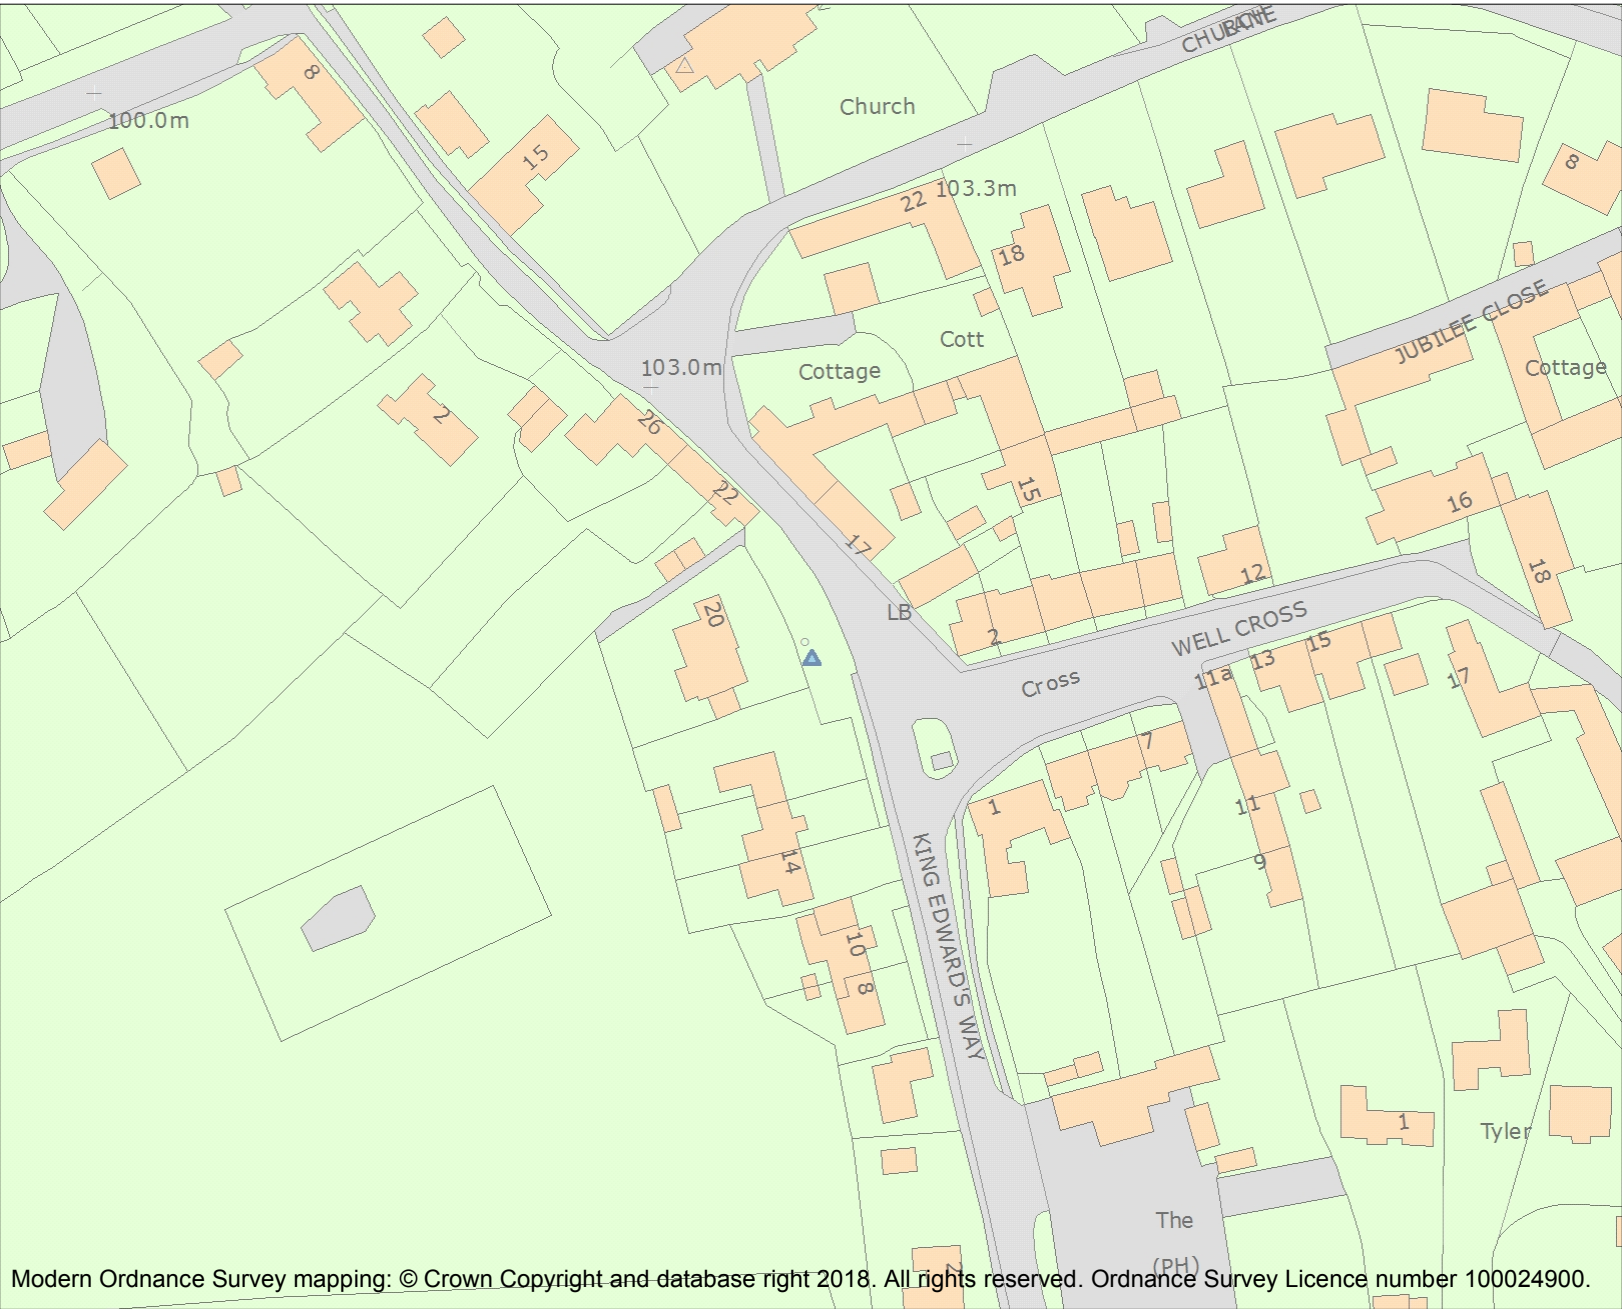 CHURCH LANE
8
Church
100.0m
15
8
22
103.3m
18
JUBILEE CLOSE
Cott
103.0m
Cottage
Cottage
2
26
22
15
16
17
12
18
LB
20
2
WELL CROSS
15
13
11a
17
Cross
7
1
11
14
9
KING EDWARD'S WAY
10
8
1
Tyler
The
(PH)
2
Modern Ordnance Survey mapping: © Crown Copyright and database right 2018. All rights reserved. Ordnance Survey Licence number 100024900.